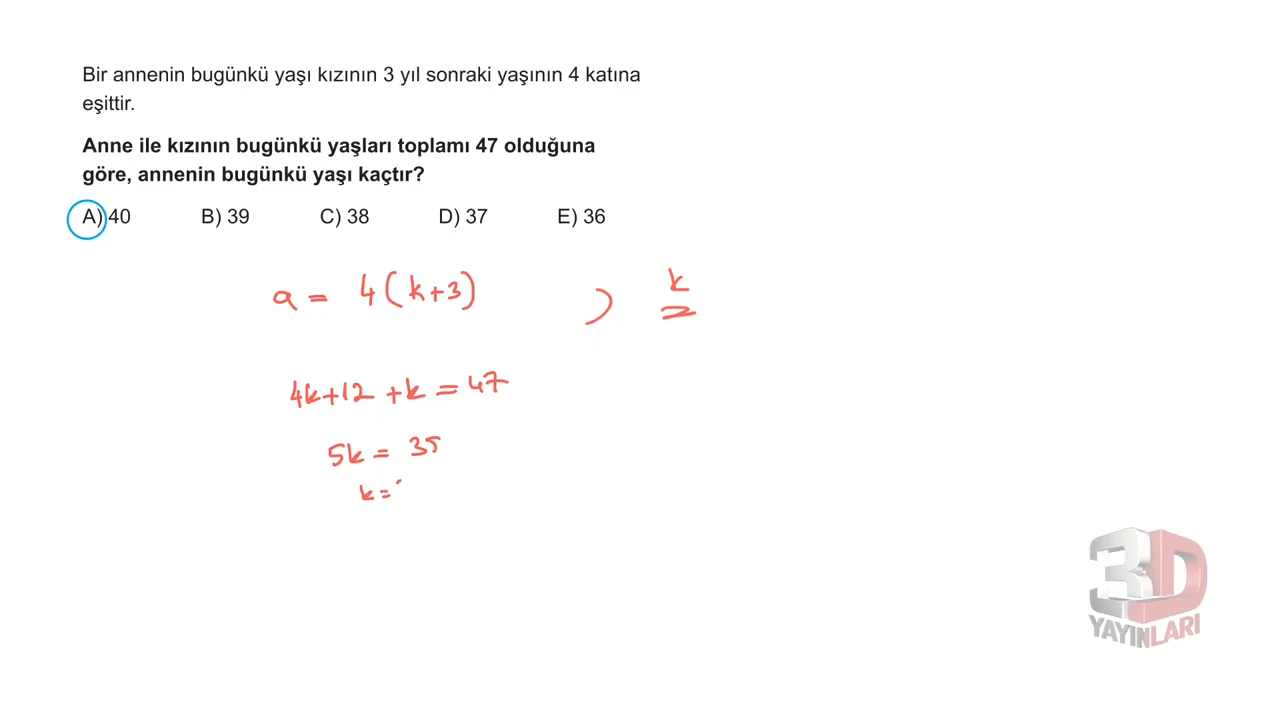 Bir annenin bugünkü yaşı kızının 3 yıl sonraki yaşının 4 katına
eşittir.
Anne ile kızının bugünkü yaşları toplamı 47 olduğuna
göre, annenin bugünkü yaşı kaçtır?
A) 40 B) 39 C) 38 D) 37 E) 36
a = 4(k+3) ) k
4k+12 +k = 47
5k = 35
k =
3D
YAYINLARI